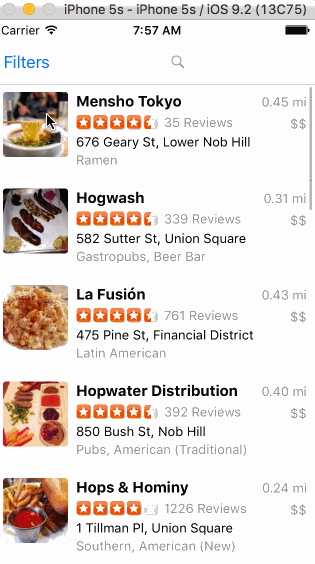 iPhone 5s - iPhone 5s / iOS 9.2 (13C75)
Carrier 7:57 AM
Filters
Mensho Tokyo 0.45 mi
35 Reviews $$
676 Geary St, Lower Nob Hill
Ramen
Hogwash 0.31 mi
339 Reviews $$
582 Sutter St, Union Square
Gastropubs, Beer Bar
La Fusión 0.43 mi
761 Reviews $$
475 Pine St, Financial District
Latin American
Hopwater Distribution 0.40 mi
392 Reviews $$
850 Bush St, Nob Hill
Pubs, American (Traditional)
Hops & Hominy 0.24 mi
1226 Reviews $$
1 Tillman Pl, Union Square
Southern, American (New)